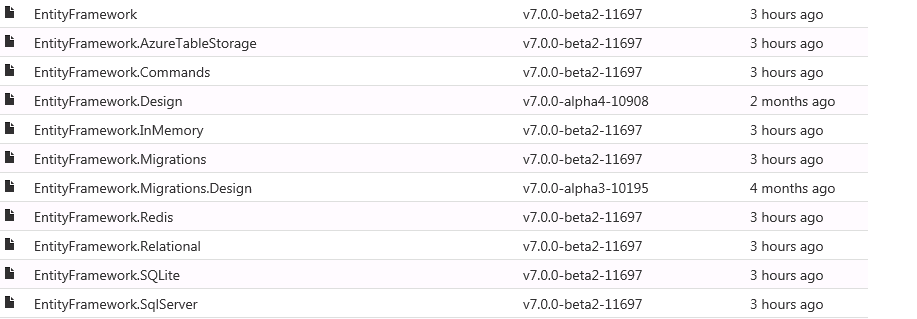 EntityFramework v7.0.0-beta2-11697 3 hours ago
EntityFramework.AzureTableStorage v7.0.0-beta2-11697 3 hours ago
EntityFramework.Commands v7.0.0-beta2-11697 3 hours ago
EntityFramework.Design v7.0.0-alpha4-10908 2 months ago
EntityFramework.InMemory v7.0.0-beta2-11697 3 hours ago
EntityFramework.Migrations v7.0.0-beta2-11697 3 hours ago
EntityFramework.Migrations.Design v7.0.0-alpha3-10195 4 months ago
EntityFramework.Redis v7.0.0-beta2-11697 3 hours ago
EntityFramework.Relational v7.0.0-beta2-11697 3 hours ago
EntityFramework.SQLite v7.0.0-beta2-11697 3 hours ago
EntityFramework.SqlServer v7.0.0-beta2-11697 3 hours ago